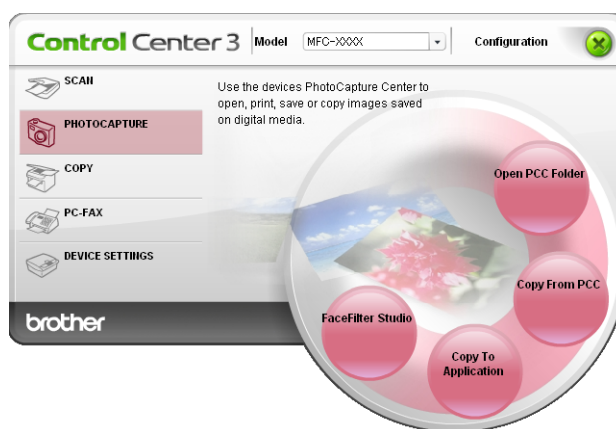 Control Center 3 Model MFC-XXXX Configuration
SCAN
PHOTOCAPTURE
COPY
PC-FAX
DEVICE SETTINGS
brother
Use the devices PhotoCapture Center to
open, print, save or copy images saved
on digital media.
Open PCC Folder
Copy From PCC
Copy To
Application
FaceFilter Studio